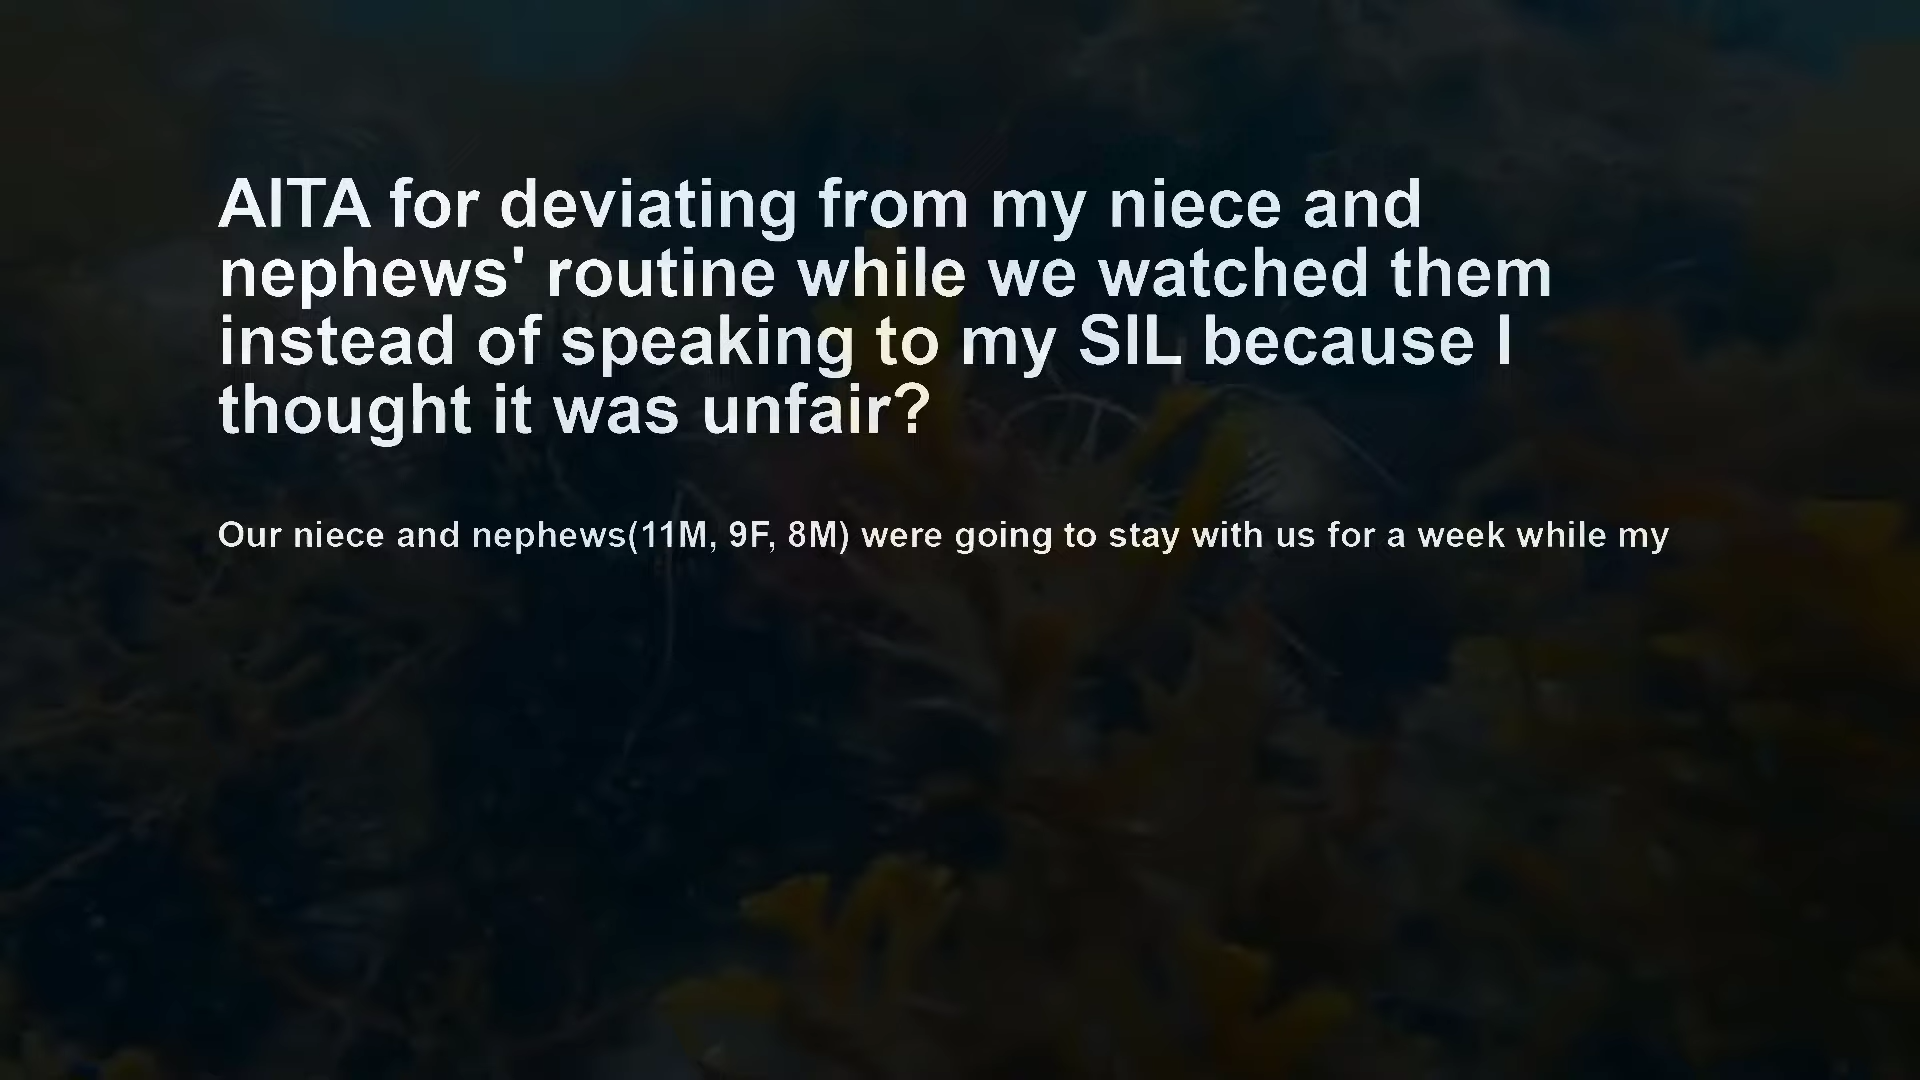 AITA for deviating from my niece and
nephews' routine while we watched them
instead of speaking to my SIL because I
thought it was unfair?
Our niece and nephews(11M, 9F, 8M) were going to stay with us for a week while my